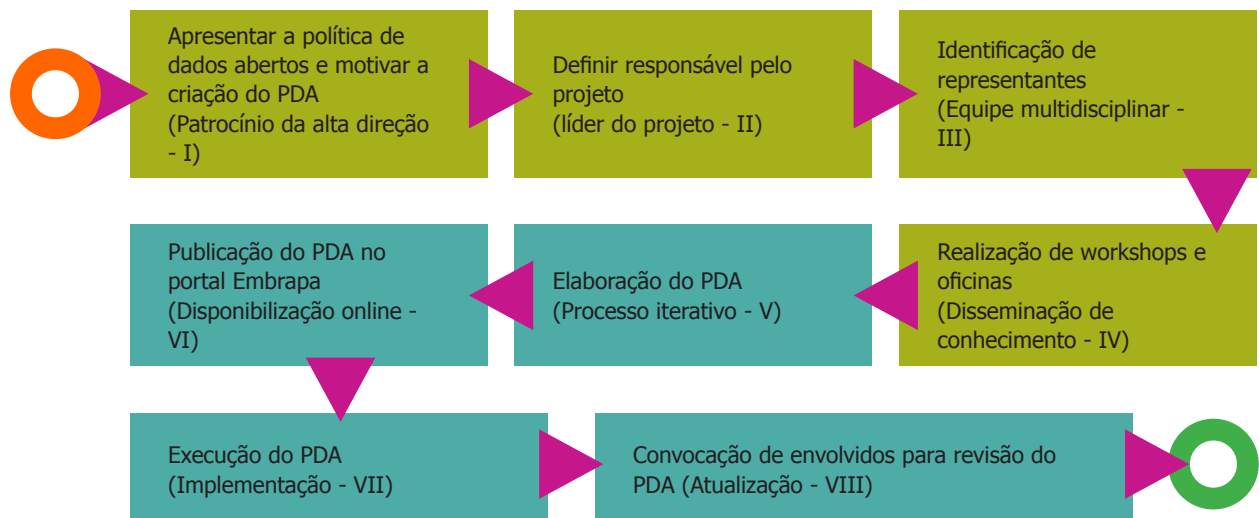 Apresentar a política de
dados abertos e motivar a
criação do PDA
(Patrocínio da alta direção
- I)
Definir responsável pelo
projeto
(líder do projeto - II)
Identificação de
representantes
(Equipe multidisciplinar -
III)
Realização de workshops e
oficinas
(Disseminação de
conhecimento - IV)
Elaboração do PDA
(Processo iterativo - V)
Publicação do PDA no
portal Embrapa
(Disponibilização online -
VI)
Execução do PDA
(Implementação - VII)
Convocação de envolvidos para revisão do
PDA (Atualização - VIII)